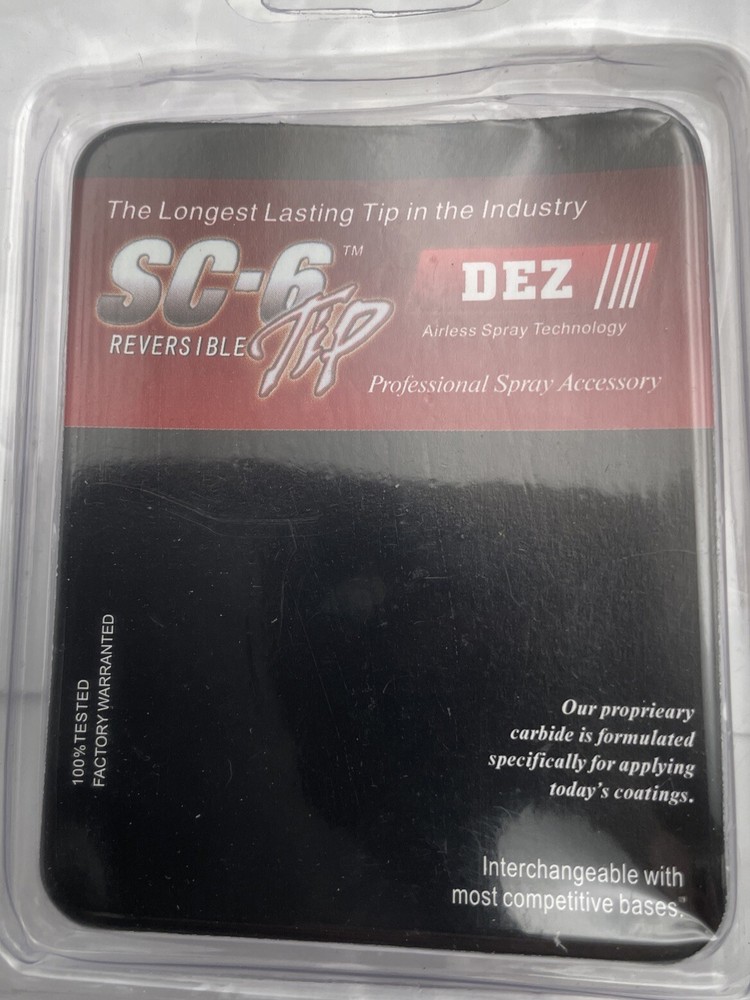 The Longest Lasting Tip in the Industry
SC-6™
REVERSIBLE Tip
DEZ
Airless Spray Technology
Professional Spray Accessory
100% TESTED
FACTORY WARRANTED
Our proprieary
carbide is formulated
specifically for applying
today's coatings.
Interchangeable with
most competitive bases.